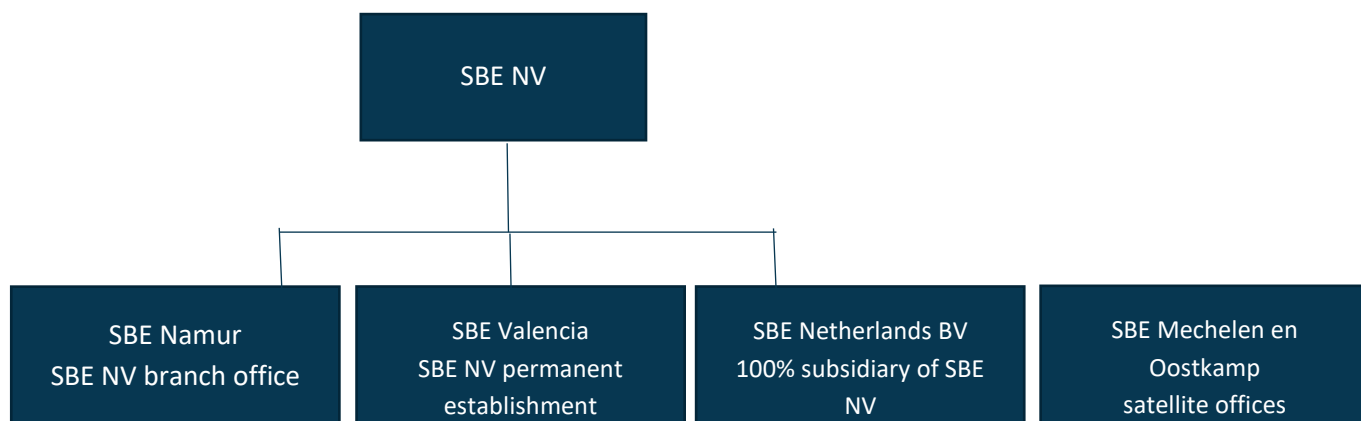 SBE NV
SBE Namur
SBE NV branch office
SBE Valencia
SBE NV permanent
establishment
SBE Netherlands BV
100% subsidiary of SBE
NV
SBE Mechelen en
Oostkamp
satellite offices